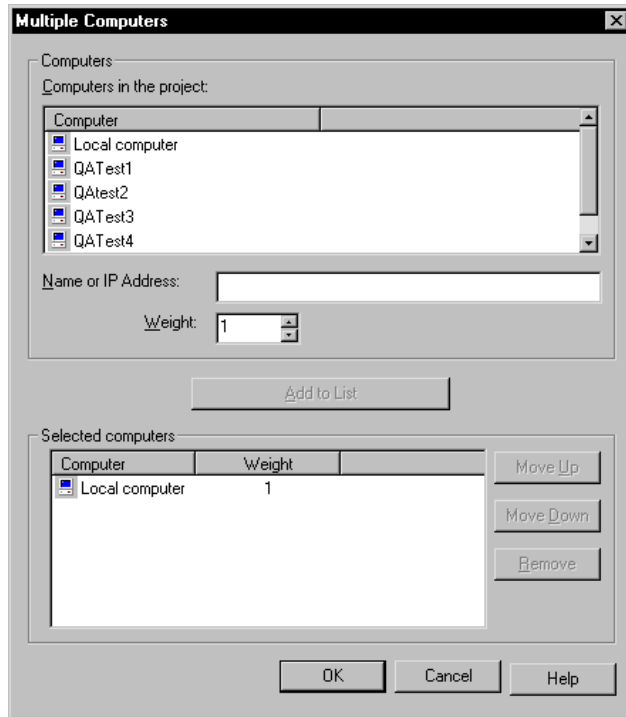 Multiple Computers
Computers
Computers in the project:
Computer
Local computer
QATest1
QAtest2
QATest3
QATest4
Name or IP Address:
Weight: 1
Add to List
Selected computers
Computer Weight
Local computer 1
Move Up
Move Down
Remove
OK Cancel Help